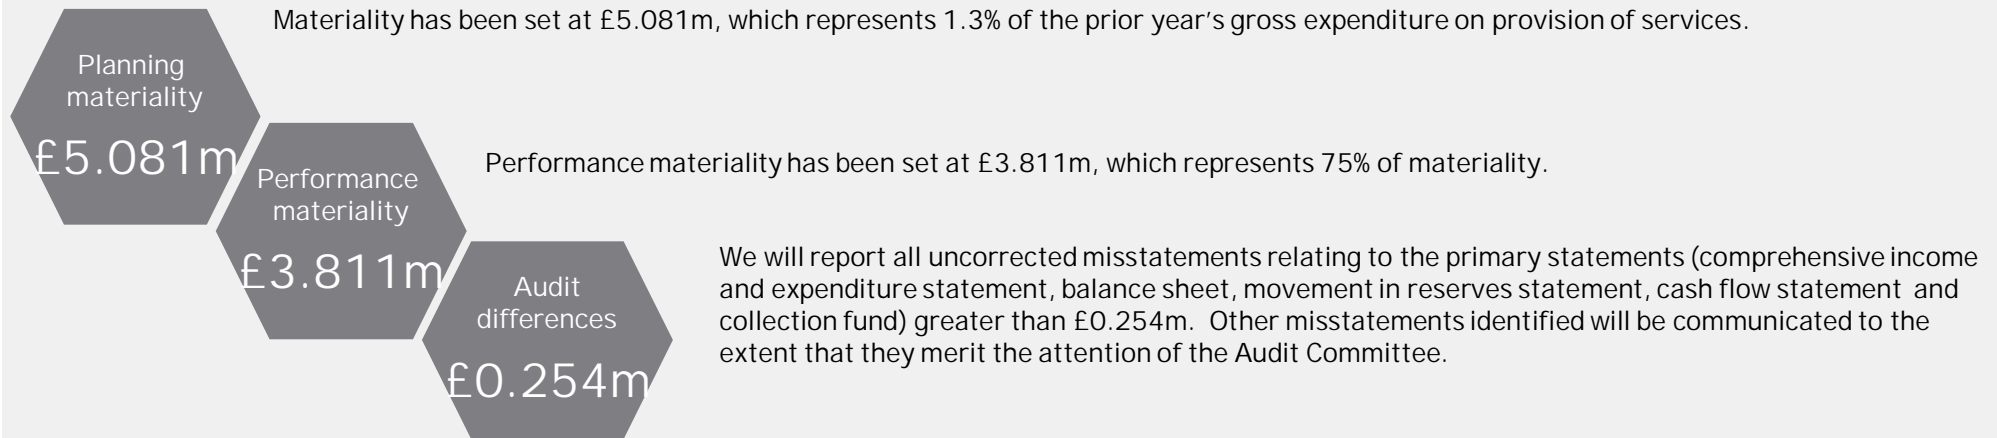 Materiality has been set at £5.081m, which represents 1.3% of the prior year's gross expenditure on provision of services.
Planning
materiality
£5.081m
Performance materiality has been set at £3.811m, which represents 75% of materiality.
Performance
materiality
£3.811m
We will report all uncorrected misstatements relating to the primary statements (comprehensive income
and expenditure statement, balance sheet, movement in reserves statement, cash flow statement and
collection fund) greater than £0.254m. Other misstatements identified will be communicated to the
extent that they merit the attention of the Audit Committee.
Audit
differences
£0.254m